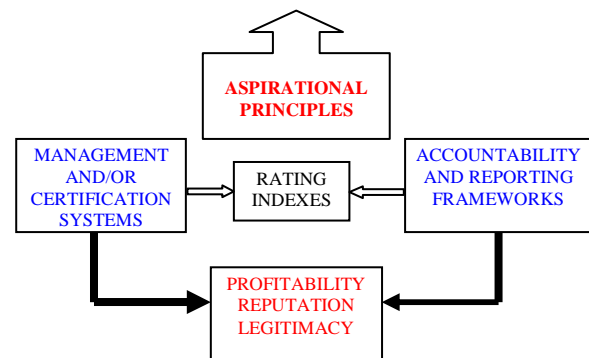 ASPIRATIONAL
PRINCIPLES
MANAGEMENT
AND/OR
CERTIFICATION
SYSTEMS
RATING
INDEXES
ACCOUNTABILITY
AND REPORTING
FRAMEWORKS
PROFITABILITY
REPUTATION
LEGITIMACY